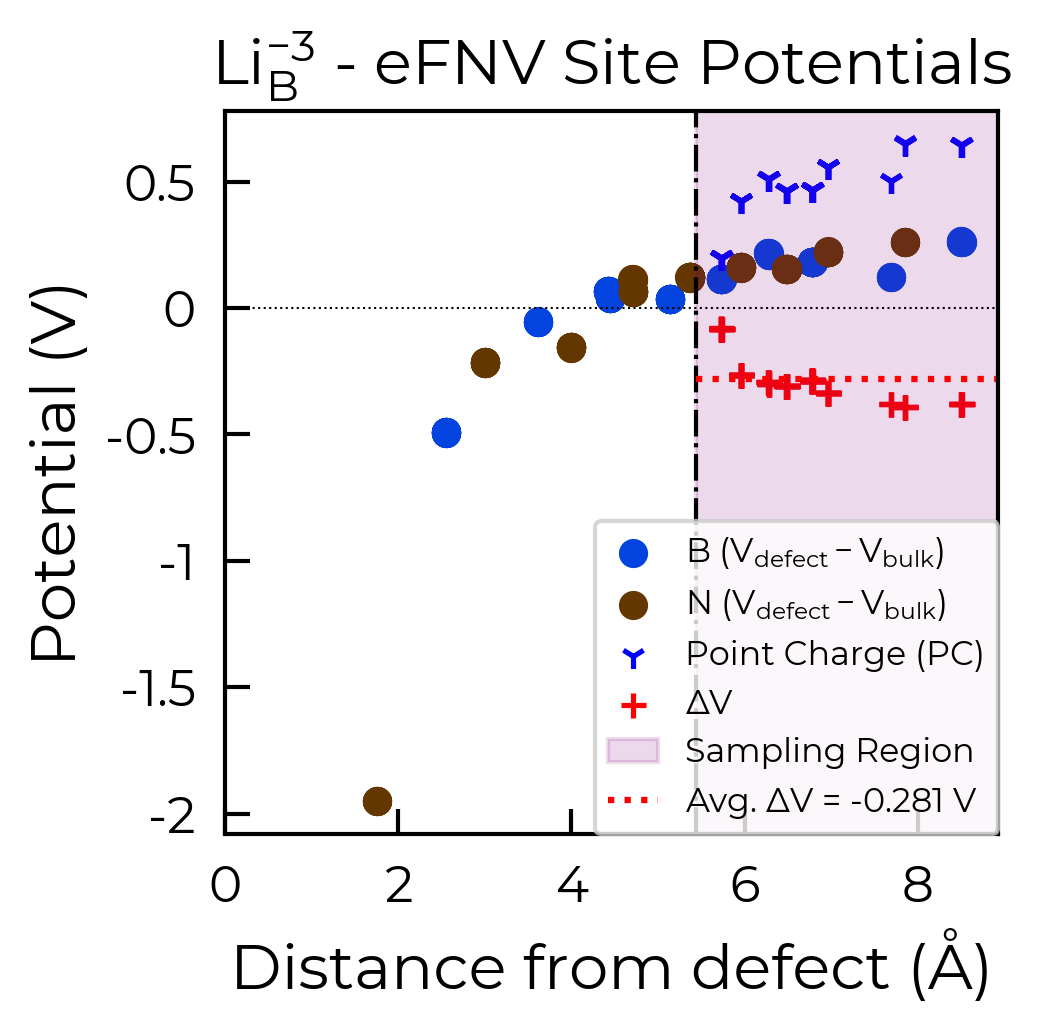 Li_B^{−3} - eFNV Site Potentials
Potential (V)
0.5
0
-0.5
-1
-1.5
-2
B (V_defect − V_bulk)
N (V_defect − V_bulk)
Point Charge (PC)
ΔV
Sampling Region
Avg. ΔV = -0.281 V
0 2 4 6 8
Distance from defect (Å)